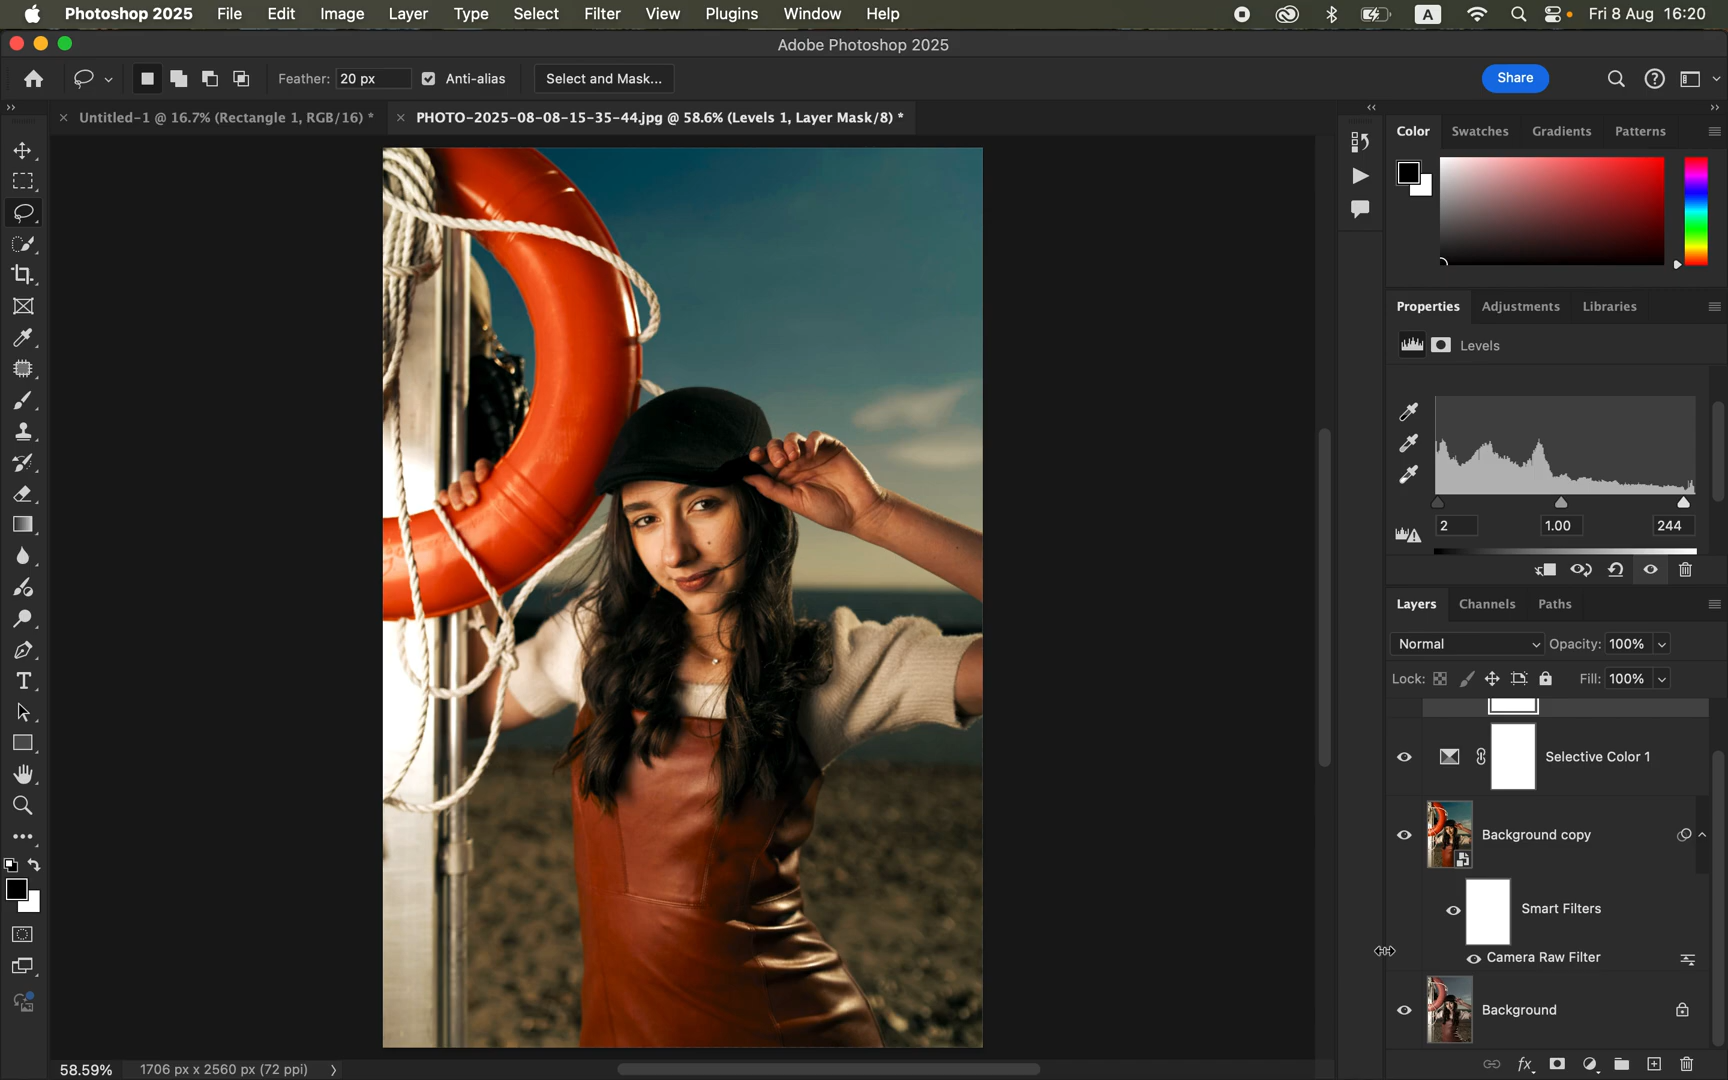 Photoshop 2025 File Edit Image Layer Type Select Filter View Plugins Window Help A Fri 8 Aug 16:20
Adobe Photoshop 2025
Feather: 20 px Anti-alias Select and Mask... Share
Untitled-1 @ 16.7% (Rectangle 1, RGB/16) * PHOTO-2025-08-08-15-35-44.jpg @ 58.6% (Levels 1, Layer Mask/8) *
Color Swatches Gradients Patterns
Properties Adjustments Libraries
Levels
2 1.00 244
Layers Channels Paths
Normal Opacity: 100%
Lock: Fill: 100%
Selective Color 1
Background copy
Smart Filters
Camera Raw Filter
Background
58.59% 1706 px x 2560 px (72 ppi)